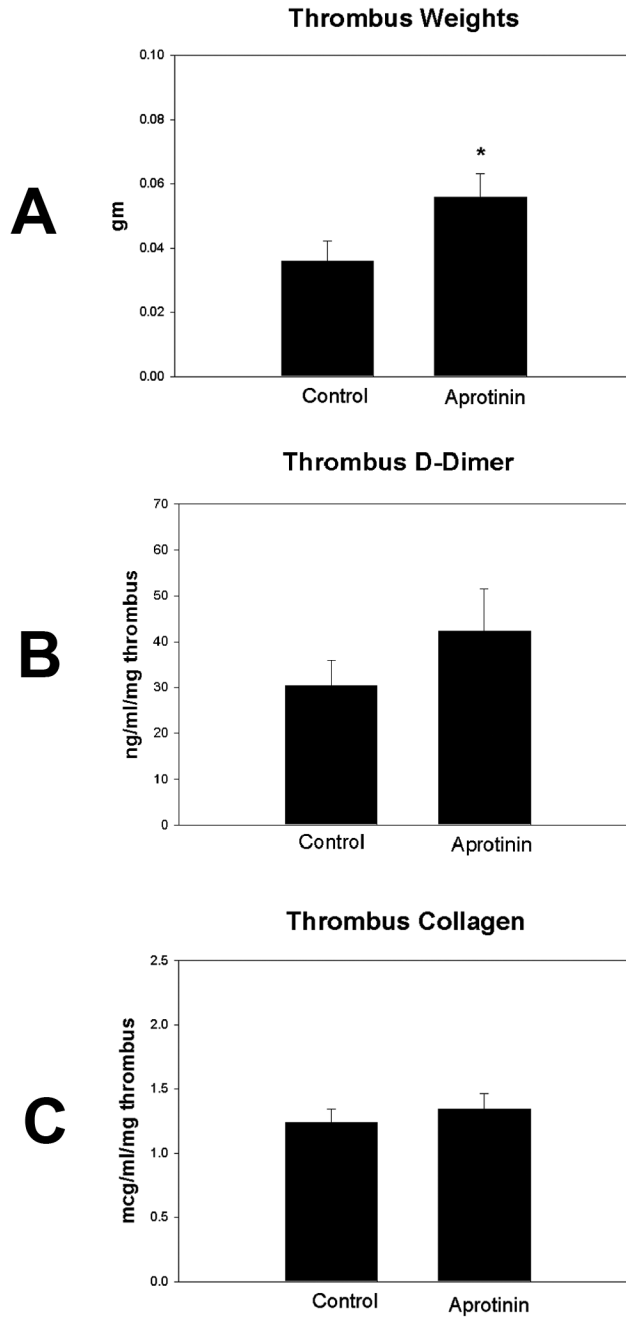 Thrombus Weights
A
gm
0.10
0.08
0.06
0.04
0.02
0.00
*
Control Aprotinin
Thrombus D-Dimer
B
ng/ml/mg thrombus
70
60
50
40
30
20
10
0
Control Aprotinin
Thrombus Collagen
C
mcg/ml/mg thrombus
2.5
2.0
1.5
1.0
0.5
0.0
Control Aprotinin